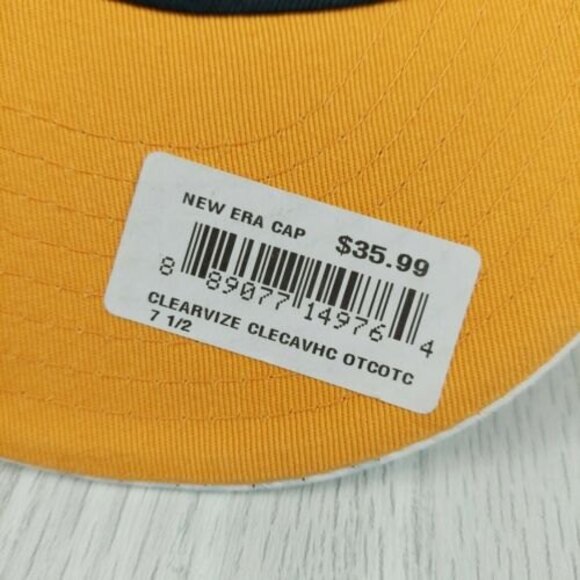 NEW ERA CAP $35.99
8 89077 14976 4
CLEARVIZE CLECAVHC OTCOTC
7 1/2